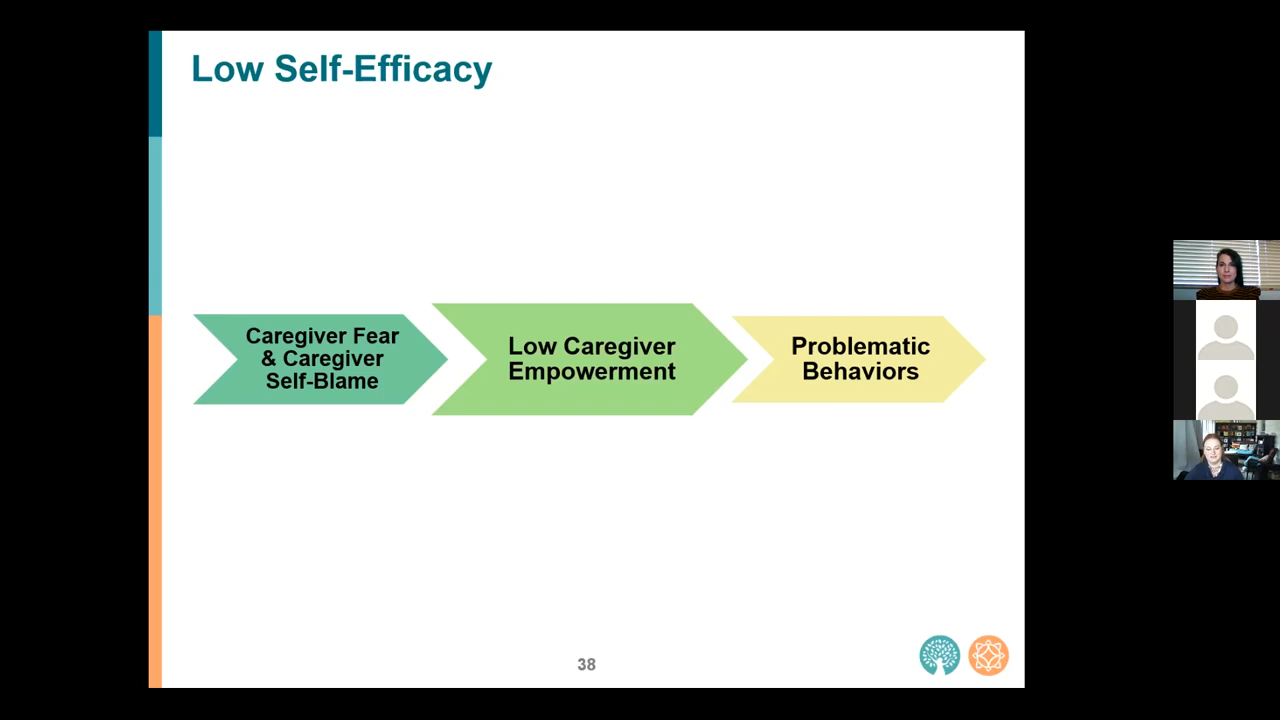 Low Self-Efficacy
Caregiver Fear
& Caregiver
Self-Blame
Low Caregiver
Empowerment
Problematic
Behaviors
38